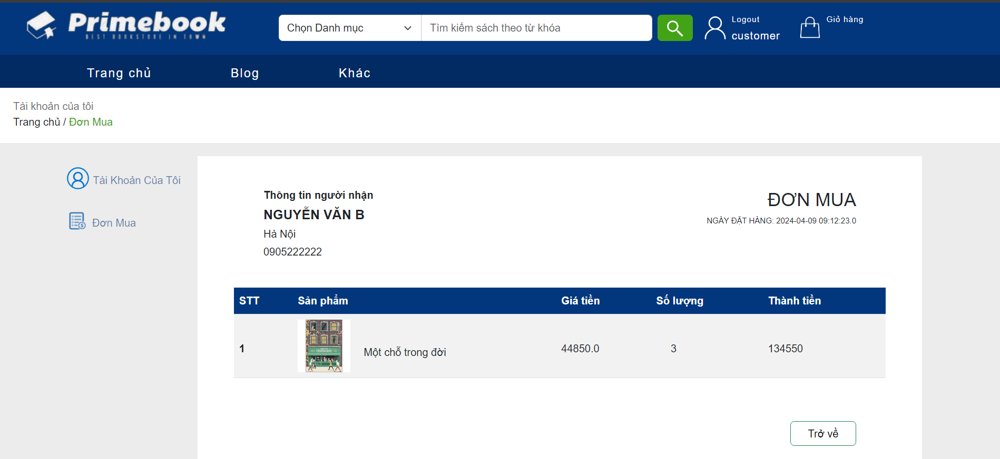 Primebook
BEST BOOKSTORE IN TOWN
Chọn Danh mục
Tìm kiếm sách theo từ khóa
Logout
customer
Giỏ hàng
Trang chủ
Blog
Khác
Tài khoản của tôi
Trang chủ / Đơn Mua
Tài Khoản Của Tôi
Đơn Mua
Thông tin người nhận
NGUYỄN VĂN B
Hà Nội
0905222222
ĐƠN MUA
NGÀY ĐẶT HÀNG: 2024-04-09 09:12:23.0
STT Sản phẩm Giá tiền Số lượng Thành tiền
1 Một chỗ trong đời 44850.0 3 134550
Trở về